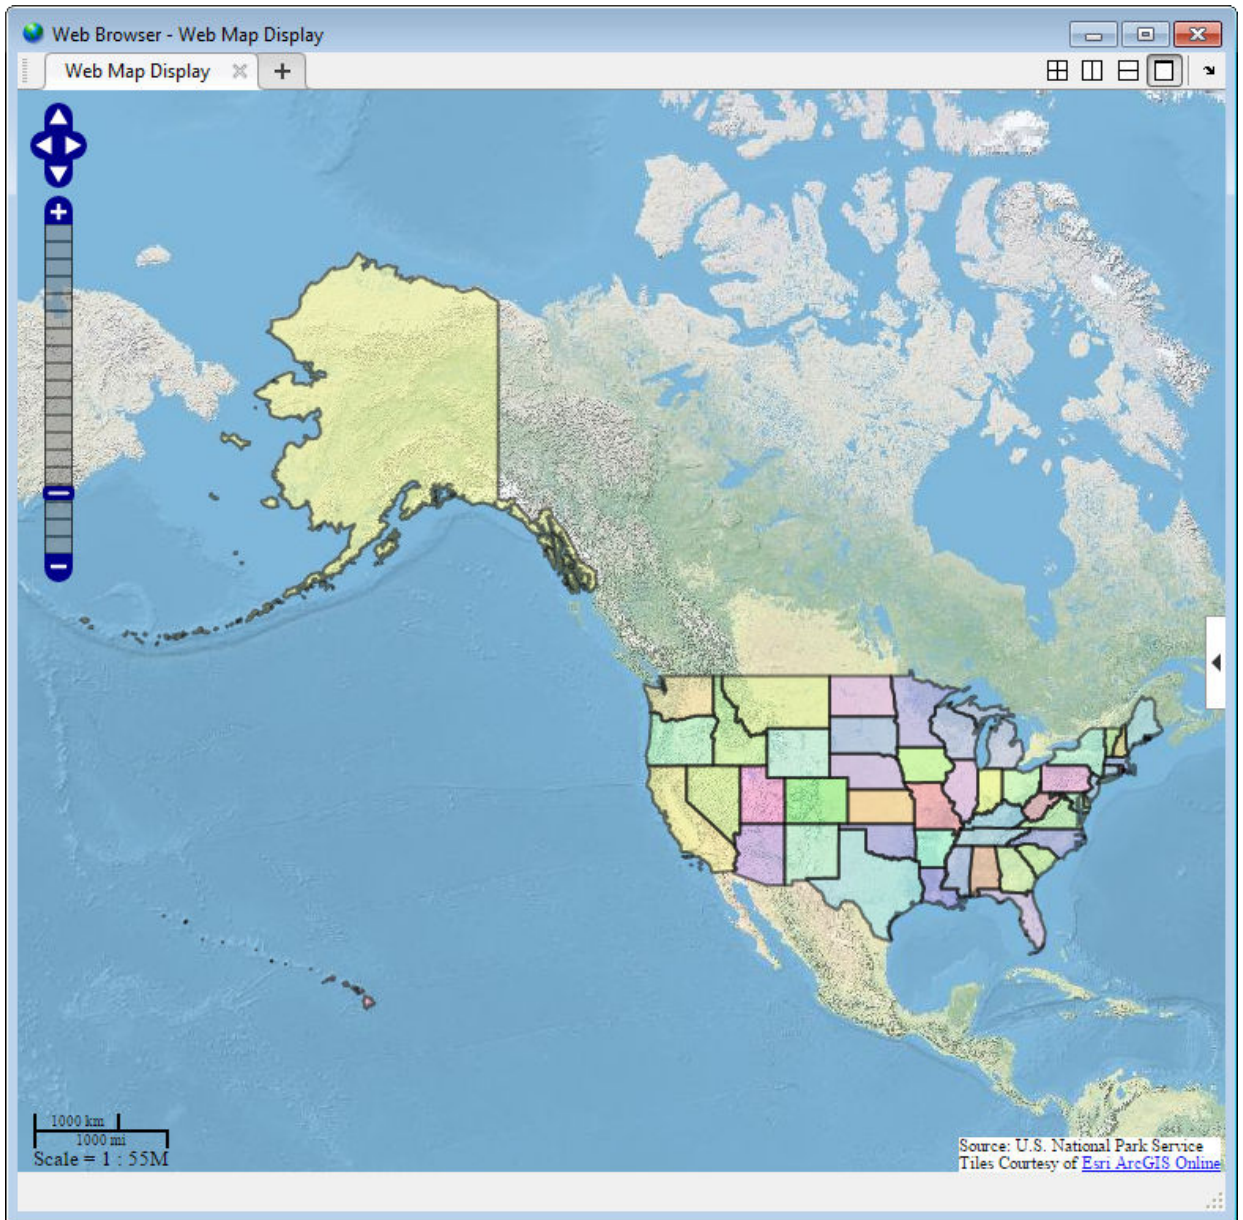 Web Browser - Web Map Display
Web Map Display
1000 km
1000 mi
Scale = 1 : 55M
Source: U.S. National Park Service
Tiles Courtesy of Esri ArcGIS Online